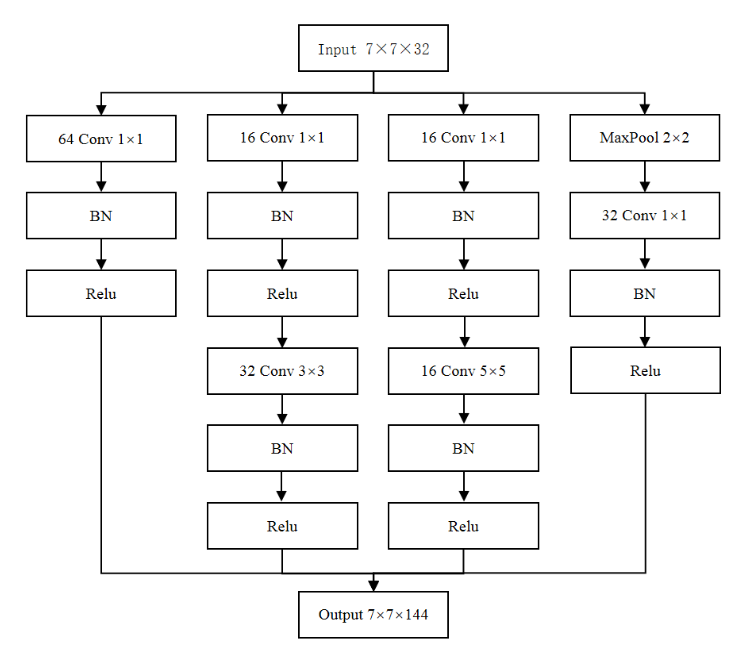 Input 7×7×32
64 Conv 1×1
16 Conv 1×1
16 Conv 1×1
MaxPool 2×2
BN
BN
BN
32 Conv 1×1
Relu
Relu
Relu
BN
32 Conv 3×3
16 Conv 5×5
Relu
BN
BN
Relu
Relu
Output 7×7×144